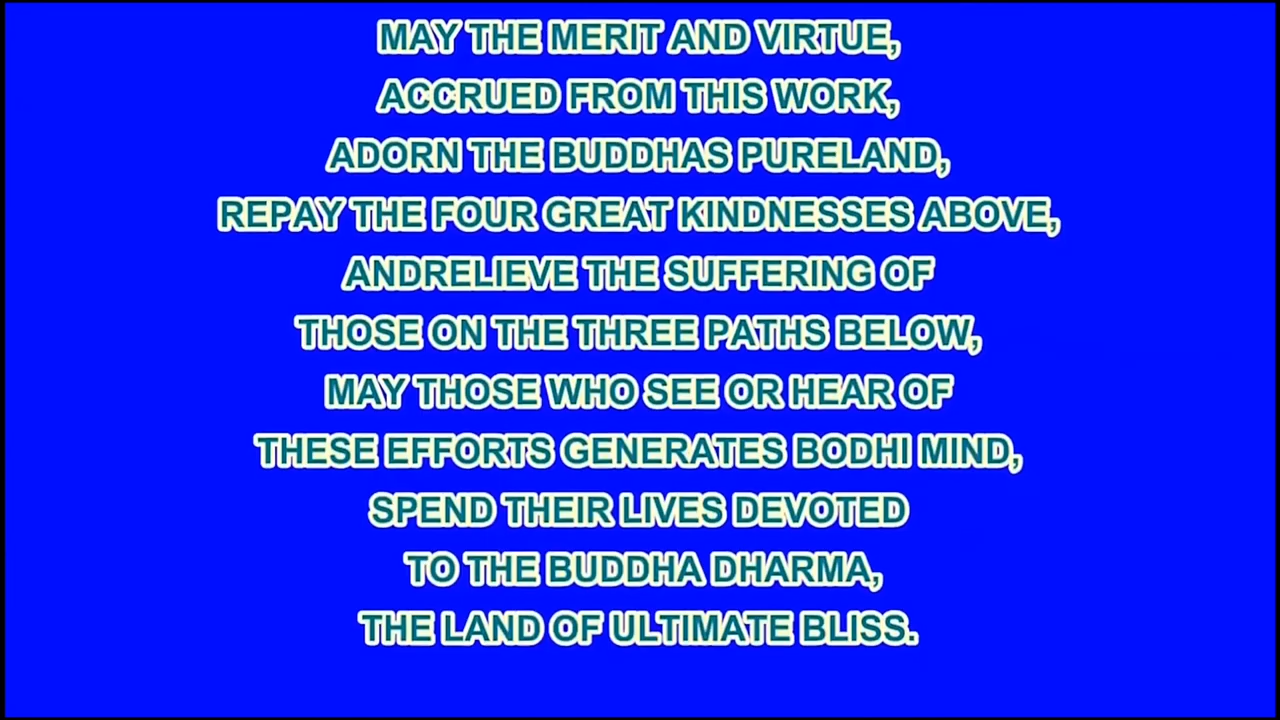 MAY THE MERIT AND VIRTUE,
ACCRUED FROM THIS WORK,
ADORN THE BUDDHAS PURELAND,
REPAY THE FOUR GREAT KINDNESSES ABOVE,
ANDRELIEVE THE SUFFERING OF
THOSE ON THE THREE PATHS BELOW,
MAY THOSE WHO SEE OR HEAR OF
THESE EFFORTS GENERATES BODHI MIND,
SPEND THEIR LIVES DEVOTED
TO THE BUDDHA DHARMA,
THE LAND OF ULTIMATE BLISS.